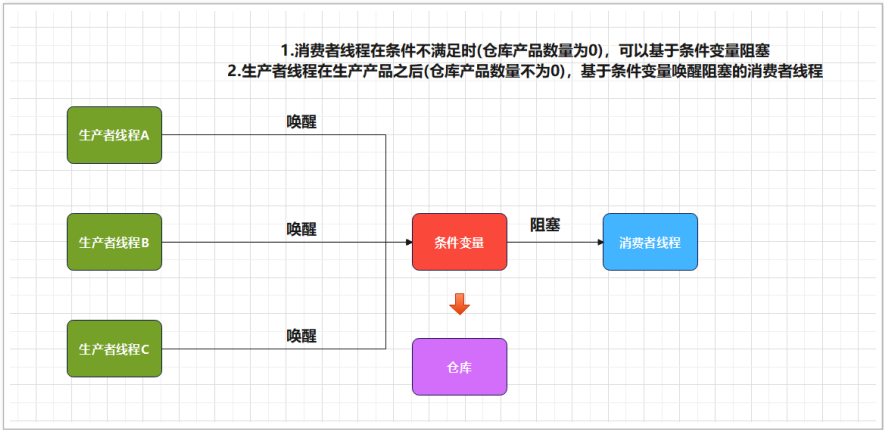 1.消费者线程在条件不满足时(仓库产品数量为0)，可以基于条件变量阻塞
2.生产者线程在生产产品之后(仓库产品数量不为0)，基于条件变量唤醒阻塞的消费者线程
生产者线程A
唤醒
生产者线程B
唤醒
条件变量
阻塞
消费者线程
生产者线程C
唤醒
仓库